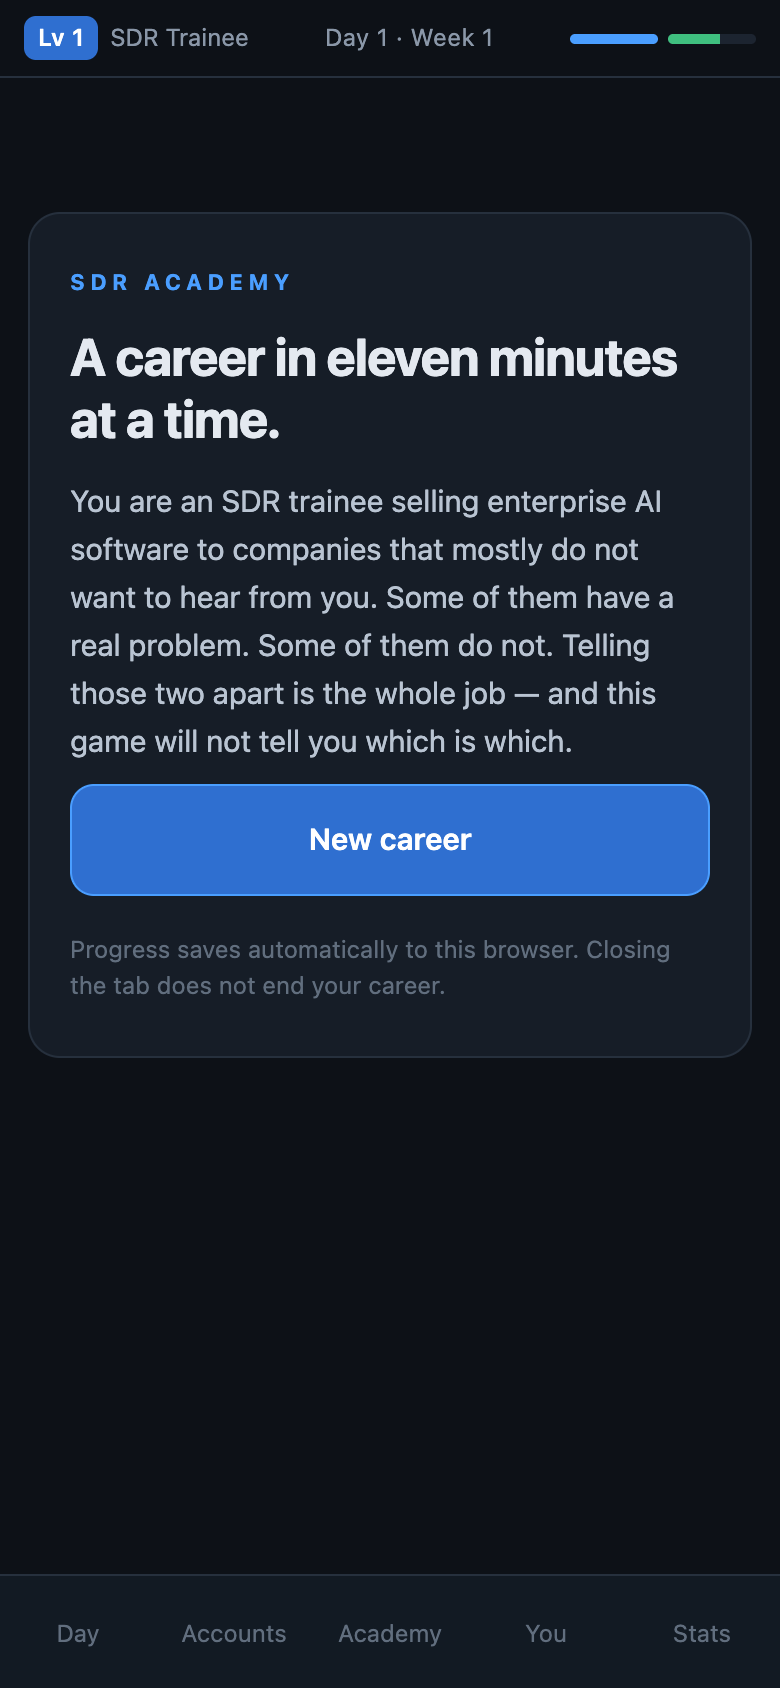 Lv 1 SDR Trainee Day 1 · Week 1
SDR ACADEMY
A career in eleven minutes
at a time.
You are an SDR trainee selling enterprise AI
software to companies that mostly do not
want to hear from you. Some of them have a
real problem. Some of them do not. Telling
those two apart is the whole job — and this
game will not tell you which is which.
New career
Progress saves automatically to this browser. Closing
the tab does not end your career.
Day Accounts Academy You Stats